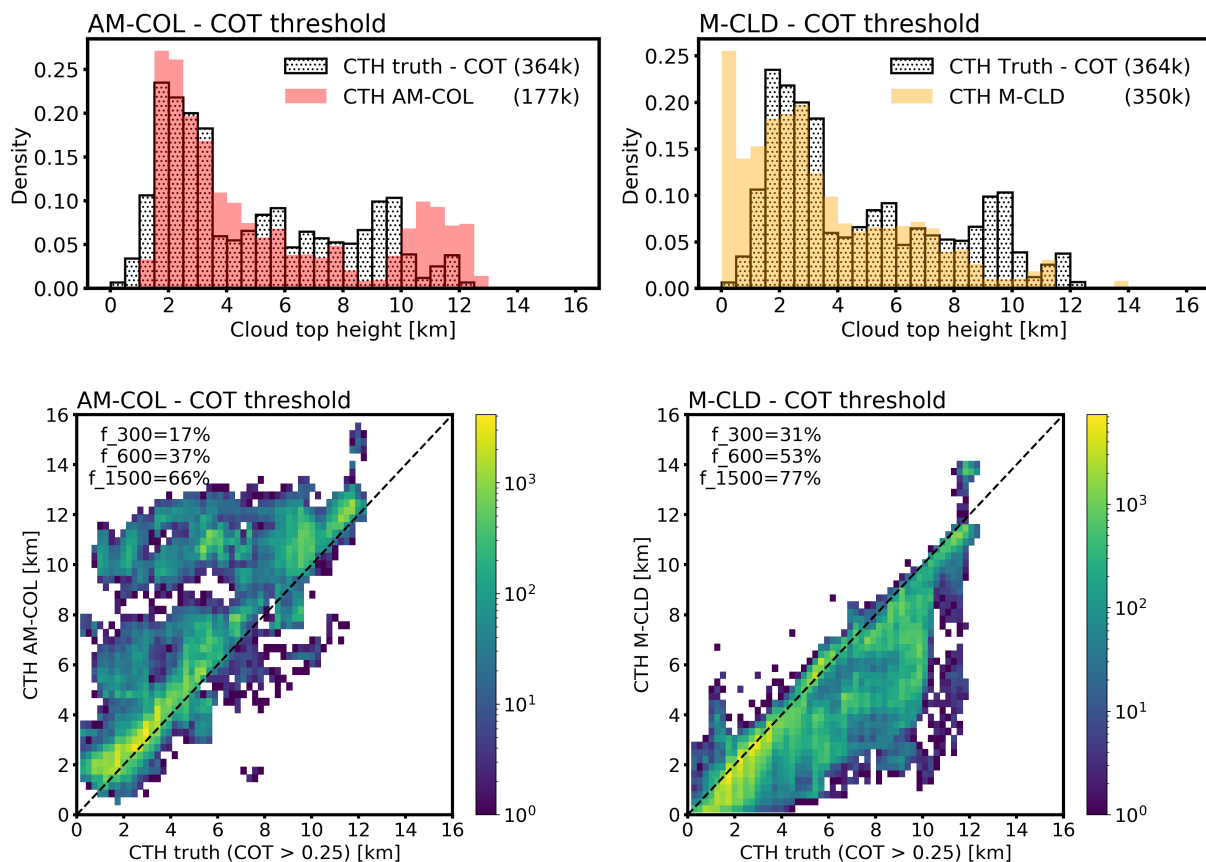 AM-COL - COT threshold
CTH truth - COT (364k)
CTH AM-COL (177k)
Density
0.25
0.20
0.15
0.10
0.05
0.00
0 2 4 6 8 10 12 14 16
Cloud top height [km]
M-CLD - COT threshold
CTH Truth - COT (364k)
CTH M-CLD (350k)
Density
0.25
0.20
0.15
0.10
0.05
0.00
0 2 4 6 8 10 12 14 16
Cloud top height [km]
AM-COL - COT threshold
f_300=17%
f_600=37%
f_1500=66%
CTH AM-COL [km]
16
14
12
10
8
6
4
2
0
0 2 4 6 8 10 12 14 16
CTH truth (COT > 0.25) [km]
10³
10²
10¹
10⁰
M-CLD - COT threshold
f_300=31%
f_600=53%
f_1500=77%
CTH M-CLD [km]
16
14
12
10
8
6
4
2
0
0 2 4 6 8 10 12 14 16
CTH truth (COT > 0.25) [km]
10³
10²
10¹
10⁰